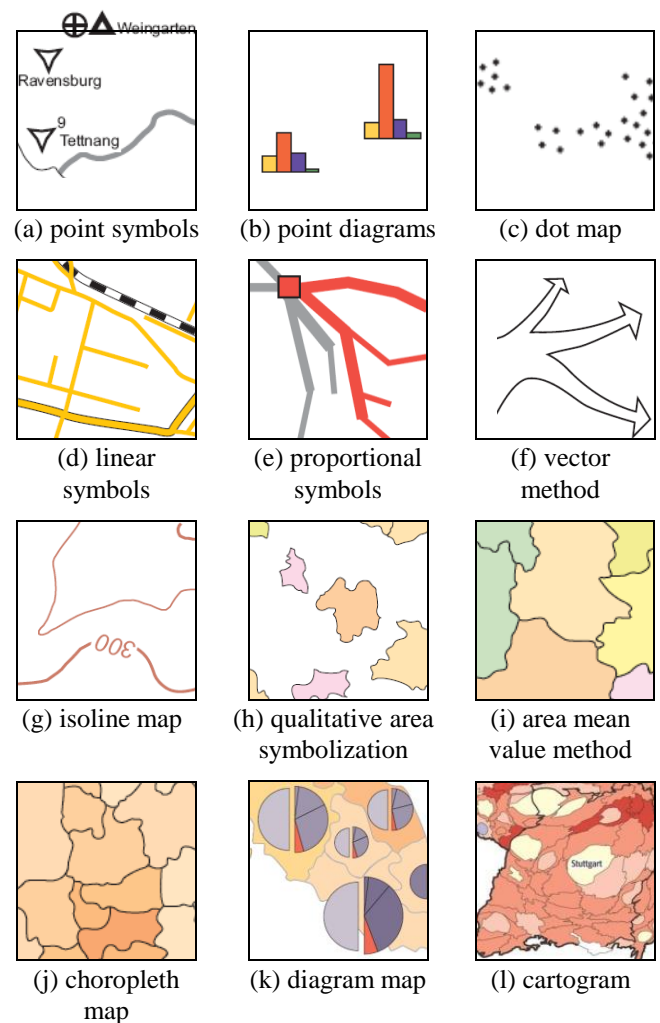 Weingarten
Ravensburg
9
Tettnang
(a) point symbols
(b) point diagrams
(c) dot map
(d) linear
symbols
(e) proportional
symbols
(f) vector
method
300
(g) isoline map
(h) qualitative area
symbolization
(i) area mean
value method
Stuttgart
(j) choropleth
map
(k) diagram map
(l) cartogram